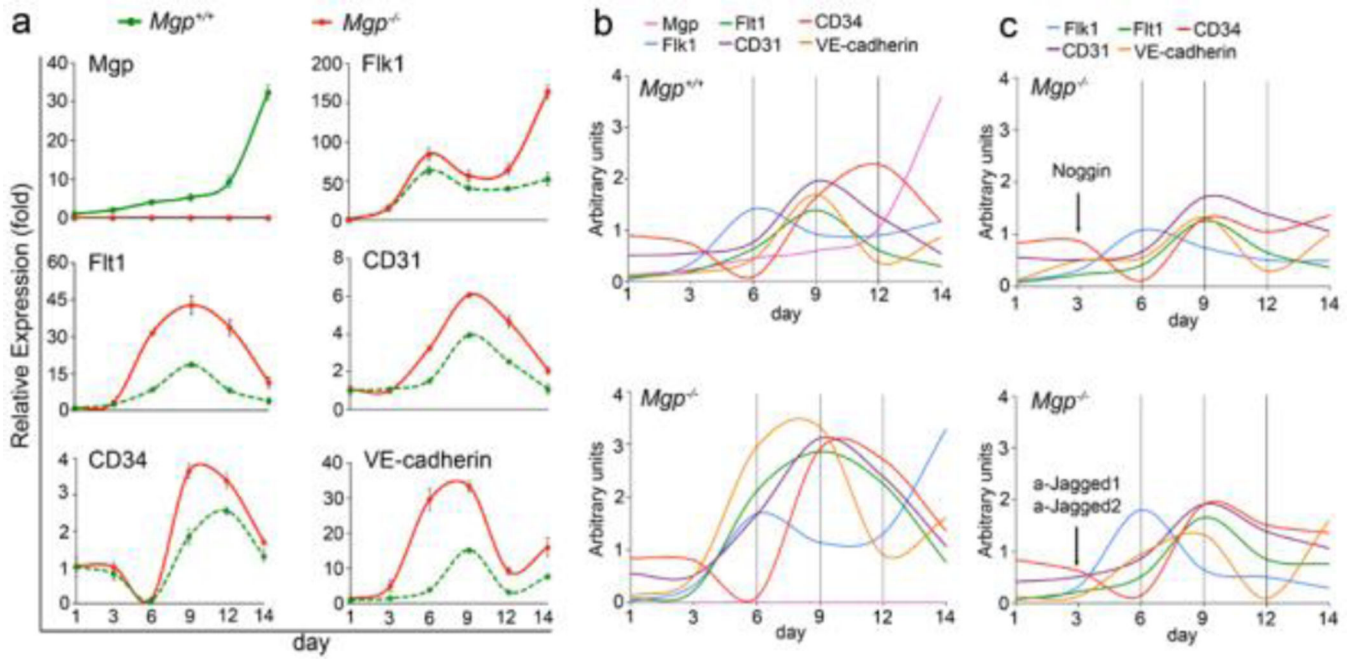 a
Mgp+/+ Mgp-/-
Relative Expression (fold)
Mgp
40
30
20
10
0
Flk1
200
150
100
50
0
Flt1
60
45
30
15
0
CD31
8
6
4
2
0
CD34
4
3
2
1
0
1 3 6 9 12 14
VE-cadherin
40
30
20
10
0
1 3 6 9 12 14
day
b
Mgp Flt1 CD34
Flk1 CD31 VE-cadherin
Mgp+/+
Arbitrary units
4
3
2
1
0
1 3 6 9 12 14
day
Mgp-/-
Arbitrary units
4
3
2
1
0
1 3 6 9 12 14
day
c
Flk1 Flt1 CD34
CD31 VE-cadherin
Mgp-/-
Noggin
Arbitrary units
4
3
2
1
0
1 3 6 9 12 14
day
Mgp-/-
a-Jagged1
a-Jagged2
Arbitrary units
4
3
2
1
0
1 3 6 9 12 14
day